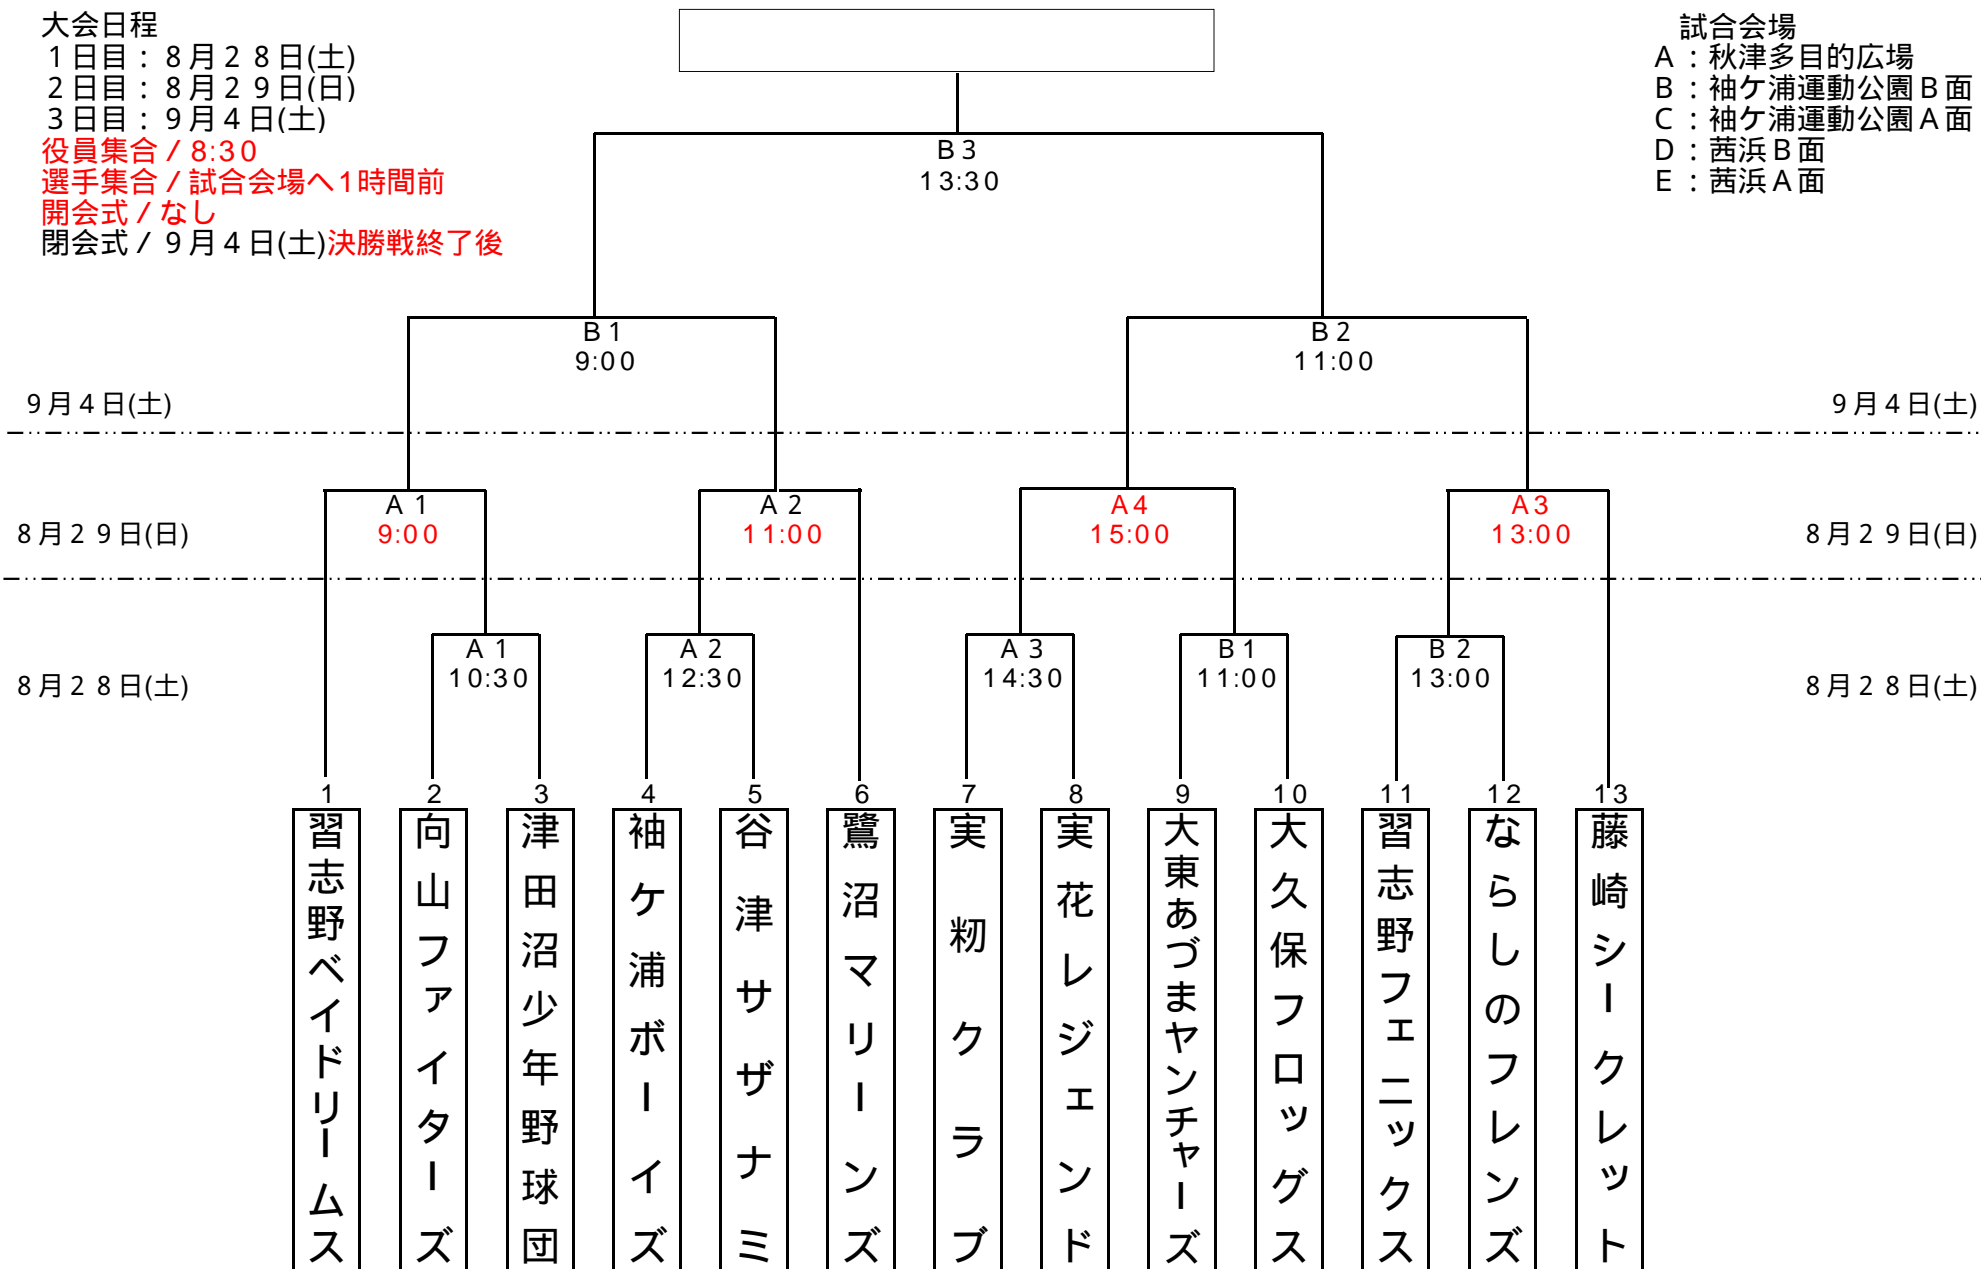 大会日程
1日目：8月28日(土)
2日目：8月29日(日)
3日目：9月4日(土)
役員集合/8:30
選手集合/試合会場へ1時間前
開会式/なし
閉会式/9月4日(土)決勝戦終了後
試合会場
A：秋津多目的広場
B：袖ケ浦運動公園B面
C：袖ケ浦運動公園A面
D：茜浜B面
E：茜浜A面
B3
13:30
B1
9:00
B2
11:00
9月4日(土)
9月4日(土)
A1
9:00
A2
11:00
A4
15:00
A3
13:00
8月29日(日)
8月29日(日)
A1
10:30
A2
12:30
A3
14:30
B1
11:00
B2
13:00
8月28日(土)
8月28日(土)
1
習志野ベイドリームス
2
向山ファイターズ
3
津田沼少年野球団
4
袖ケ浦ボーイズ
5
谷津サザナミ
6
鷺沼マリーンズ
7
実籾クラブ
8
実花レジェンド
9
大東あづまヤンチャーズ
10
大久保フロッグス
11
習志野フェニックス
12
ならしのフレンズ
13
藤崎シークレット